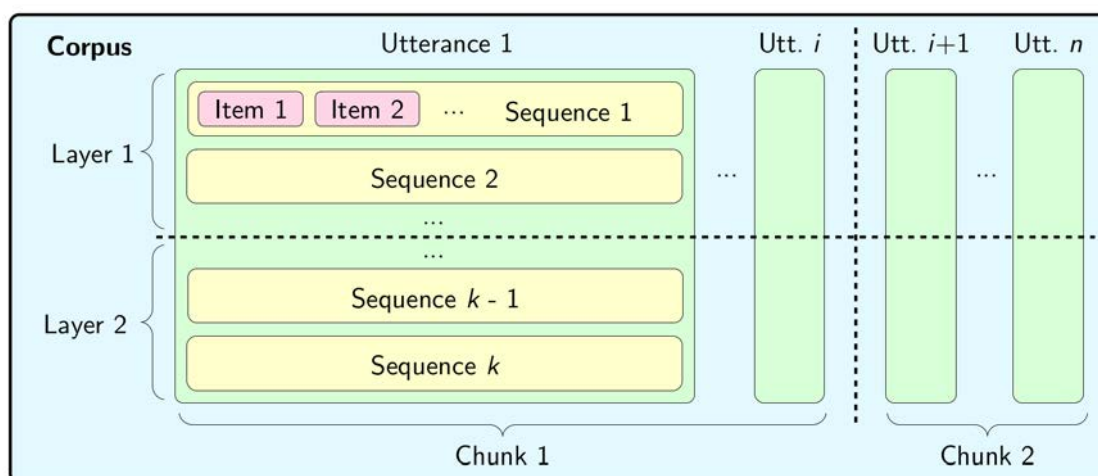 Corpus
Utterance 1
Utt. i
Utt. i+1
Utt. n
Layer 1
Item 1
Item 2
...
Sequence 1
Sequence 2
...
...
...
...
Layer 2
Sequence k - 1
Sequence k
Chunk 1
Chunk 2